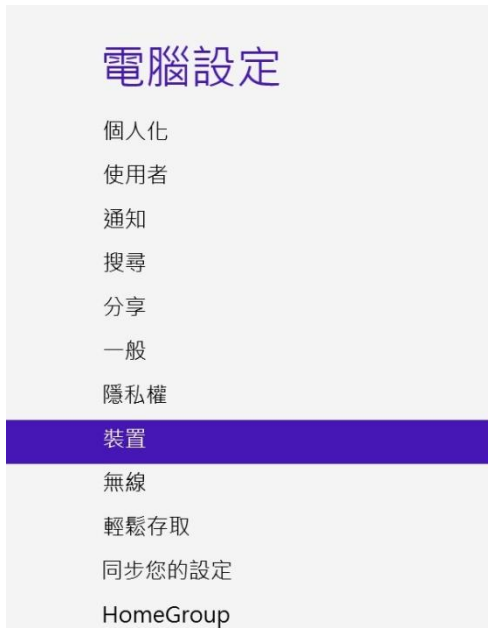 電腦設定
個人化
使用者
通知
搜尋
分享
一般
隱私權
裝置
無線
輕鬆存取
同步您的設定
HomeGroup